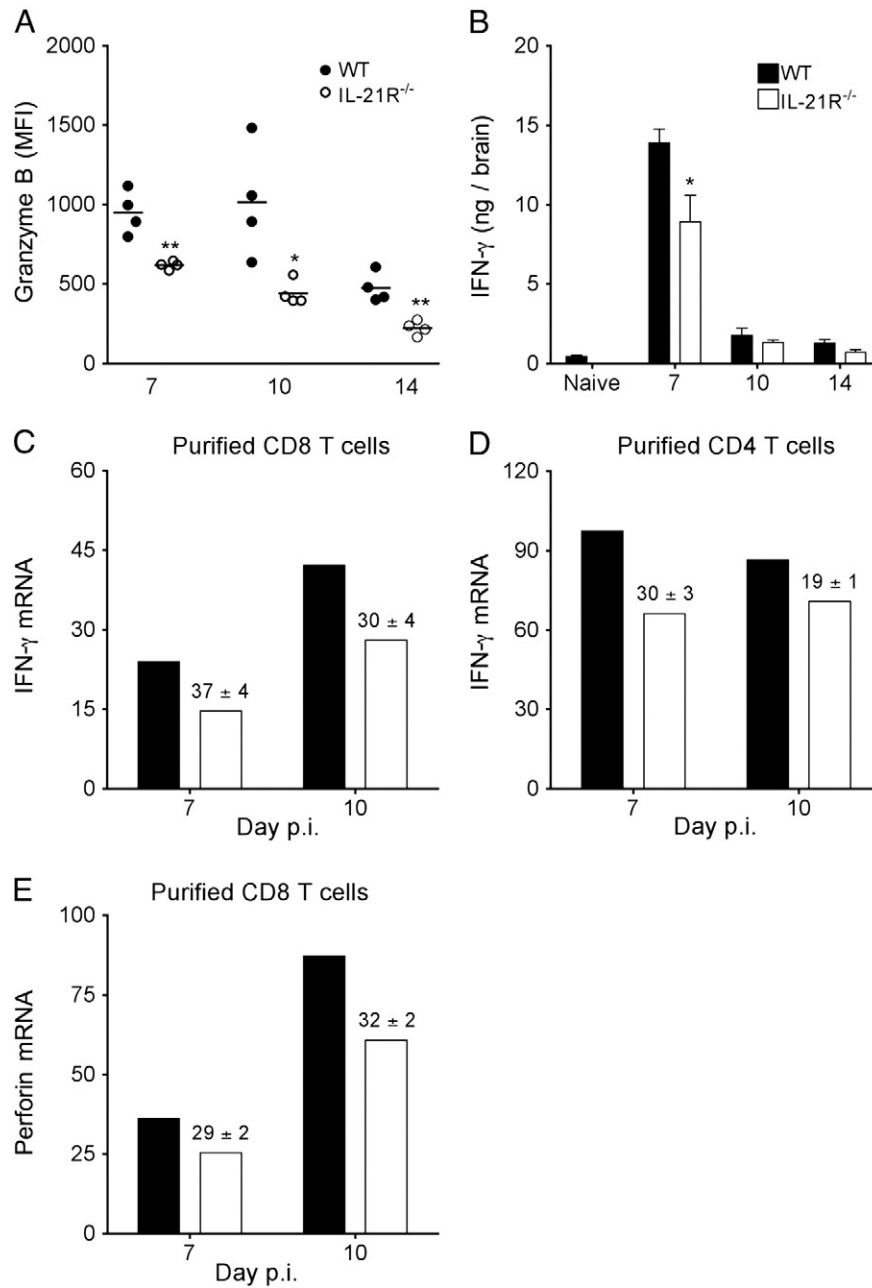 A
2000
1500
1000
500
0
Granzyme B (MFI)
WT
IL-21R-/-
**
*
**
7 10 14
B
20
15
10
5
0
IFN-γ (ng / brain)
WT
IL-21R-/-
*
Naive 7 10 14
C
Purified CD8 T cells
60
45
30
15
0
IFN-γ mRNA
37 ± 4
30 ± 4
7 10
Day p.i.
D
Purified CD4 T cells
120
90
60
30
0
IFN-γ mRNA
30 ± 3
19 ± 1
7 10
Day p.i.
E
Purified CD8 T cells
100
75
50
25
0
Perforin mRNA
29 ± 2
32 ± 2
7 10
Day p.i.